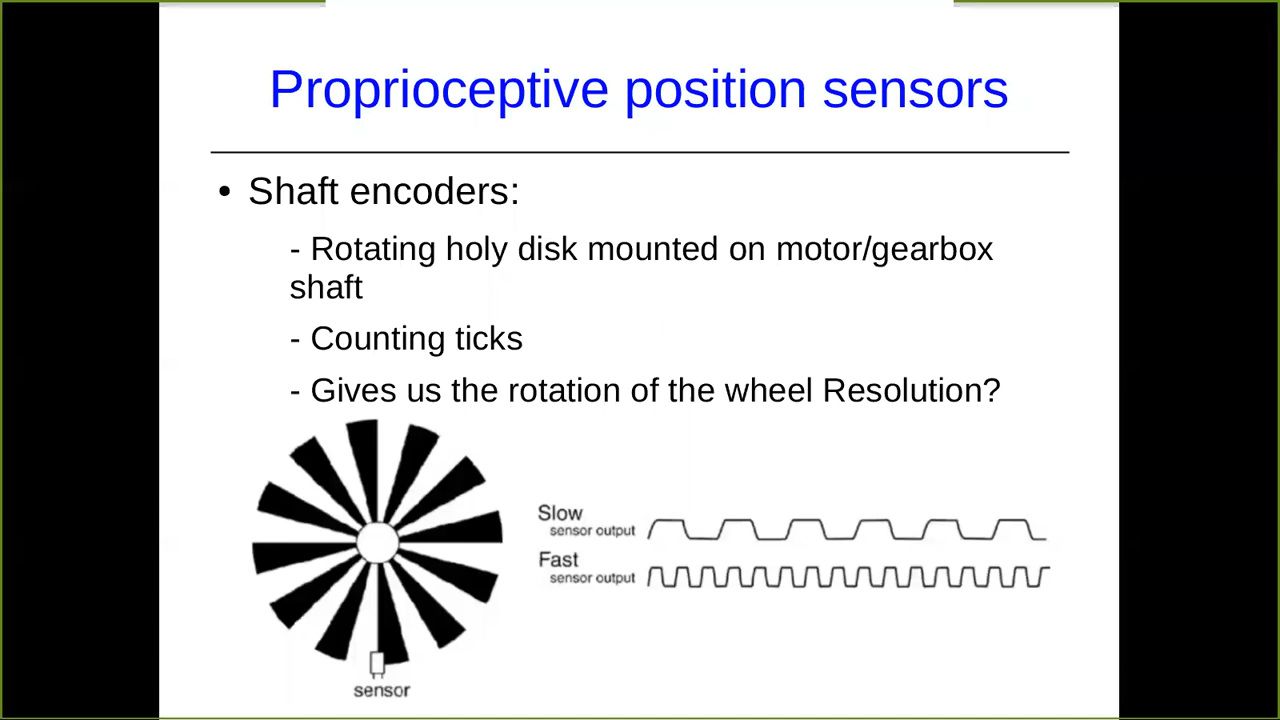 Proprioceptive position sensors
• Shaft encoders:
- Rotating holy disk mounted on motor/gearbox
shaft
- Counting ticks
- Gives us the rotation of the wheel Resolution?
Slow
sensor output
Fast
sensor output
sensor